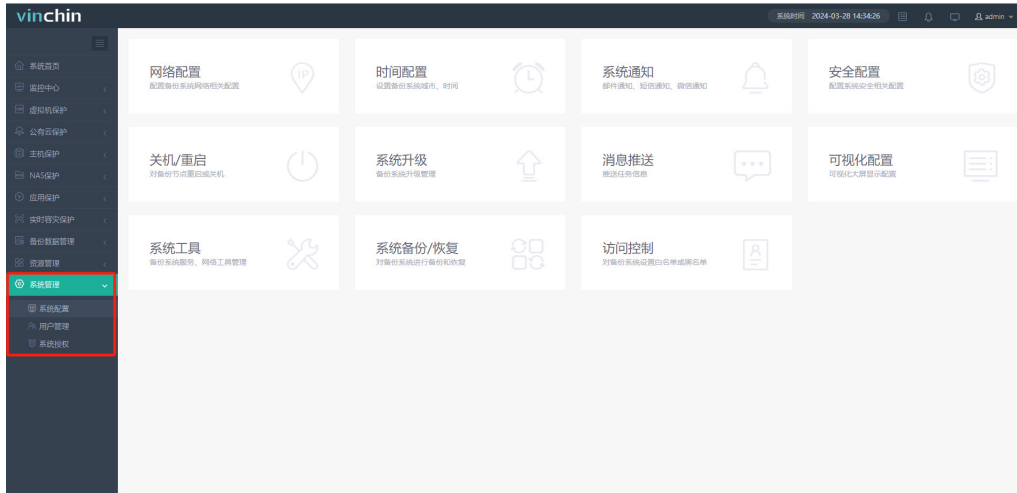 vinchin
系统时间 2024-03-28 14:34:26
admin
系统首页
监控中心
虚拟机保护
公有云保护
主机保护
NAS保护
应用保护
实时容灾保护
备份数据管理
资源管理
系统管理
系统配置
用户管理
系统授权
网络配置
配置备份系统网络相关配置
IP
时间配置
设置备份系统城市、时间
系统通知
邮件通知、短信通知、微信通知
安全配置
配置系统安全相关配置
关机/重启
对备份节点重启或关机
系统升级
备份系统升级管理
消息推送
推送任务信息
可视化配置
可视化大屏显示配置
系统工具
备份系统服务、网络工具管理
系统备份/恢复
对备份系统进行备份和恢复
访问控制
对备份系统设置白名单或黑名单